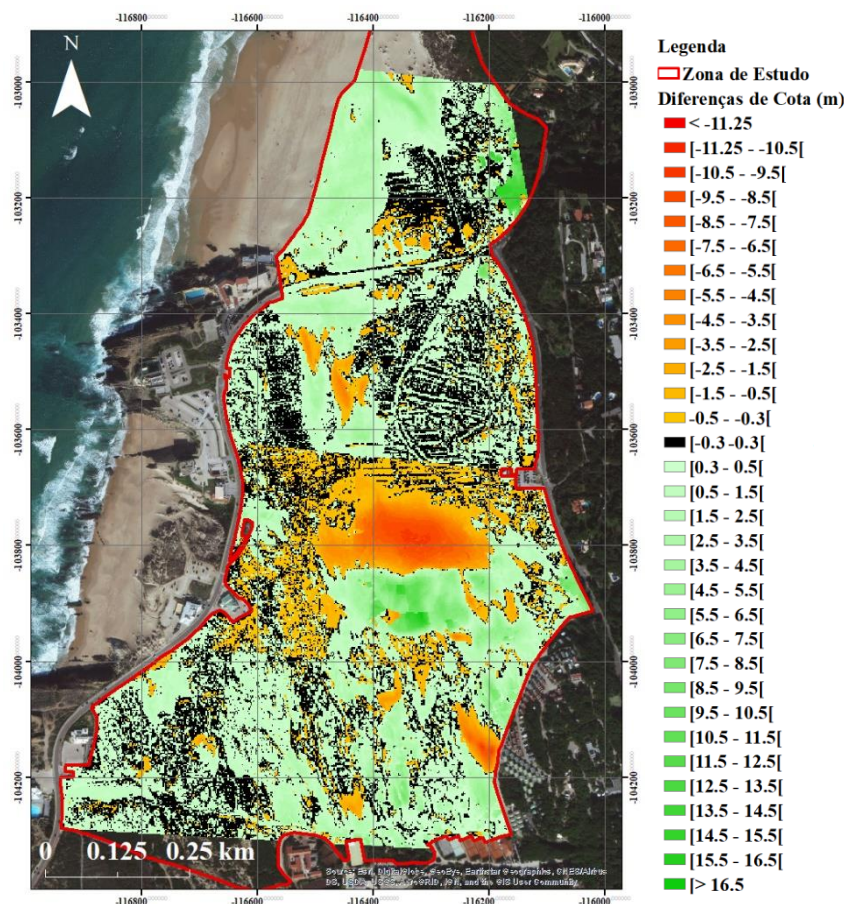 -116800 -116600 -116400 -116200 -116000
N
-103000
-103200
-103400
-103600
-103800
-104000
-104200
0 0.125 0.25 km
-116800 -116600 -116400 -116200 -116000
Legenda
Zona de Estudo
Diferenças de Cota (m)
< -11.25
[-11.25 - -10.5[
[-10.5 - -9.5[
[-9.5 - -8.5[
[-8.5 - -7.5[
[-7.5 - -6.5[
[-6.5 - -5.5[
[-5.5 - -4.5[
[-4.5 - -3.5[
[-3.5 - -2.5[
[-2.5 - -1.5[
[-1.5 - -0.5[
-0.5 - -0.3[
[-0.3 -0.3[
[0.3 - 0.5[
[0.5 - 1.5[
[1.5 - 2.5[
[2.5 - 3.5[
[3.5 - 4.5[
[4.5 - 5.5[
[5.5 - 6.5[
[6.5 - 7.5[
[7.5 - 8.5[
[8.5 - 9.5[
[9.5 - 10.5[
[10.5 - 11.5[
[11.5 - 12.5[
[12.5 - 13.5[
[13.5 - 14.5[
[14.5 - 15.5[
[15.5 - 16.5[
[> 16.5